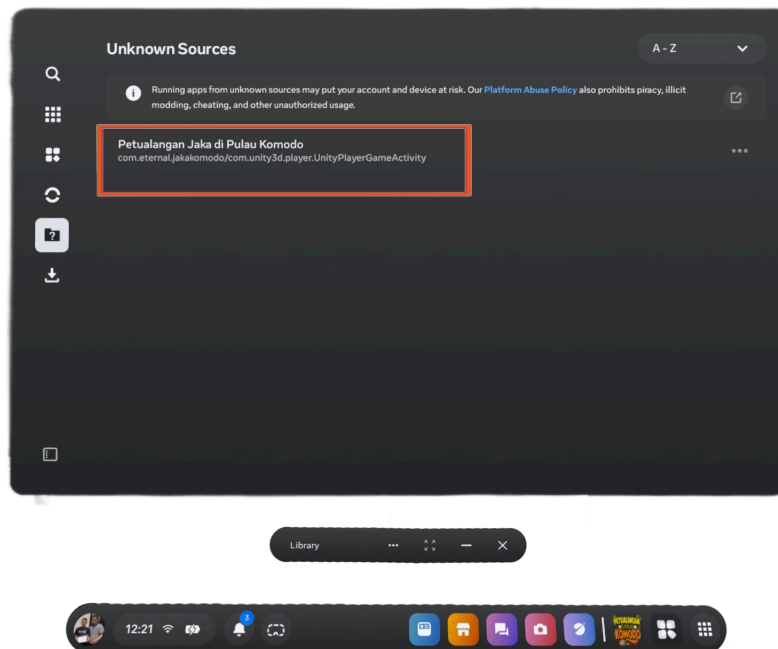 Unknown Sources
A - Z
Running apps from unknown sources may put your account and device at risk. Our Platform Abuse Policy also prohibits piracy, illicit
modding, cheating, and other unauthorized usage.
Petualangan Jaka di Pulau Komodo
com.eternal.jakakomodo/com.unity3d.player.UnityPlayerGameActivity
Library
12:21
3
PETUALANGAN
KOMODO